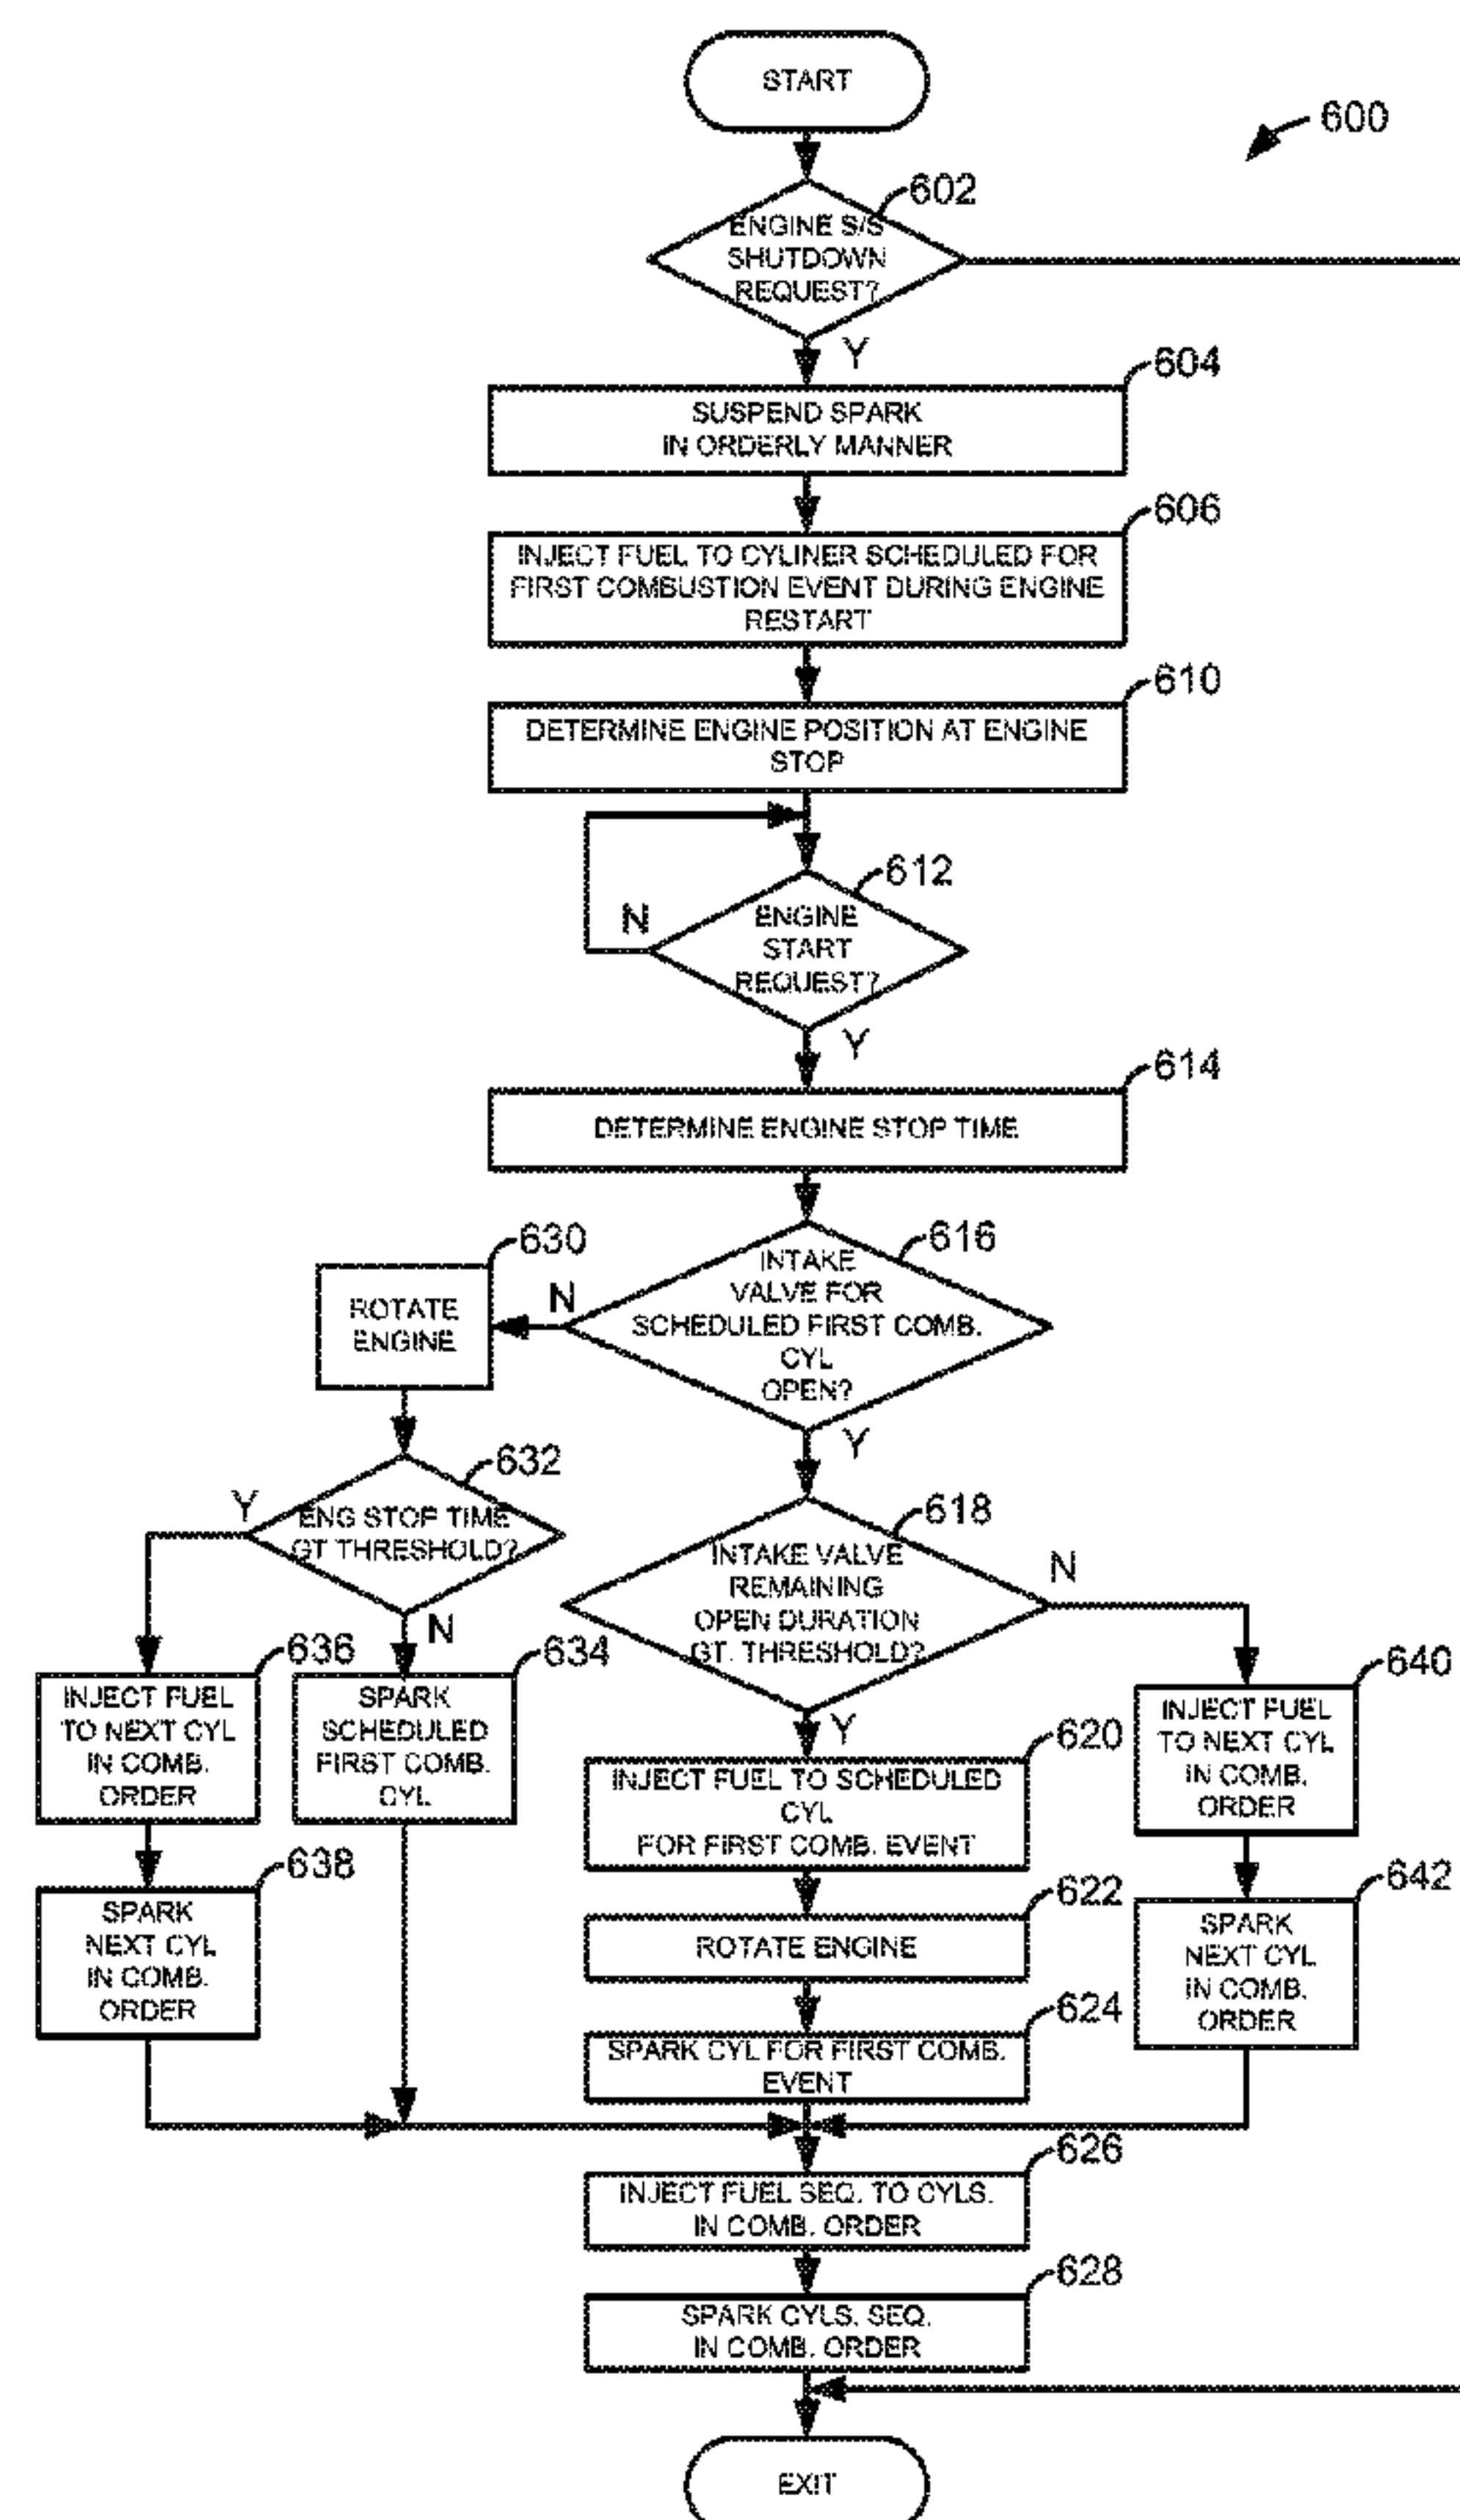 START
600
602
ENGINE S/S
SHUTDOWN
REQUEST?
Y
604
SUSPEND SPARK
IN ORDERLY MANNER
606
INJECT FUEL TO CYLINER SCHEDULED FOR
FIRST COMBUSTION EVENT DURING ENGINE
RESTART
610
DETERMINE ENGINE POSITION AT ENGINE
STOP
612
N
ENGINE
START
REQUEST?
Y
614
DETERMINE ENGINE STOP TIME
616
INTAKE
VALVE FOR
SCHEDULED FIRST COMB.
CYL
OPEN?
N
Y
630
ROTATE
ENGINE
632
Y
ENG STOP TIME
GT THRESHOLD?
N
618
INTAKE VALVE
REMAINING
OPEN DURATION
GT. THRESHOLD?
N
Y
636
INJECT FUEL
TO NEXT CYL
IN COMB.
ORDER
634
SPARK
SCHEDULED
FIRST COMB.
CYL
620
INJECT FUEL TO SCHEDULED
CYL
FOR FIRST COMB. EVENT
640
INJECT FUEL
TO NEXT CYL
IN COMB.
ORDER
638
SPARK
NEXT CYL
IN COMB.
ORDER
622
ROTATE ENGINE
642
SPARK
NEXT CYL
IN COMB.
ORDER
624
SPARK CYL FOR FIRST COMB.
EVENT
626
INJECT FUEL SEQ. TO CYLS.
IN COMB. ORDER
628
SPARK CYLS. SEQ.
IN COMB. ORDER
EXIT